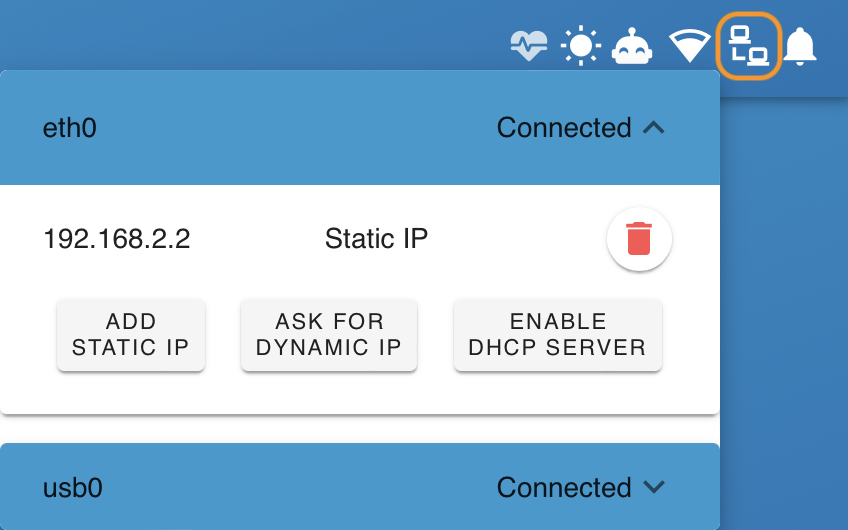 eth0 Connected
192.168.2.2 Static IP
ADD
STATIC IP
ASK FOR
DYNAMIC IP
ENABLE
DHCP SERVER
usb0 Connected